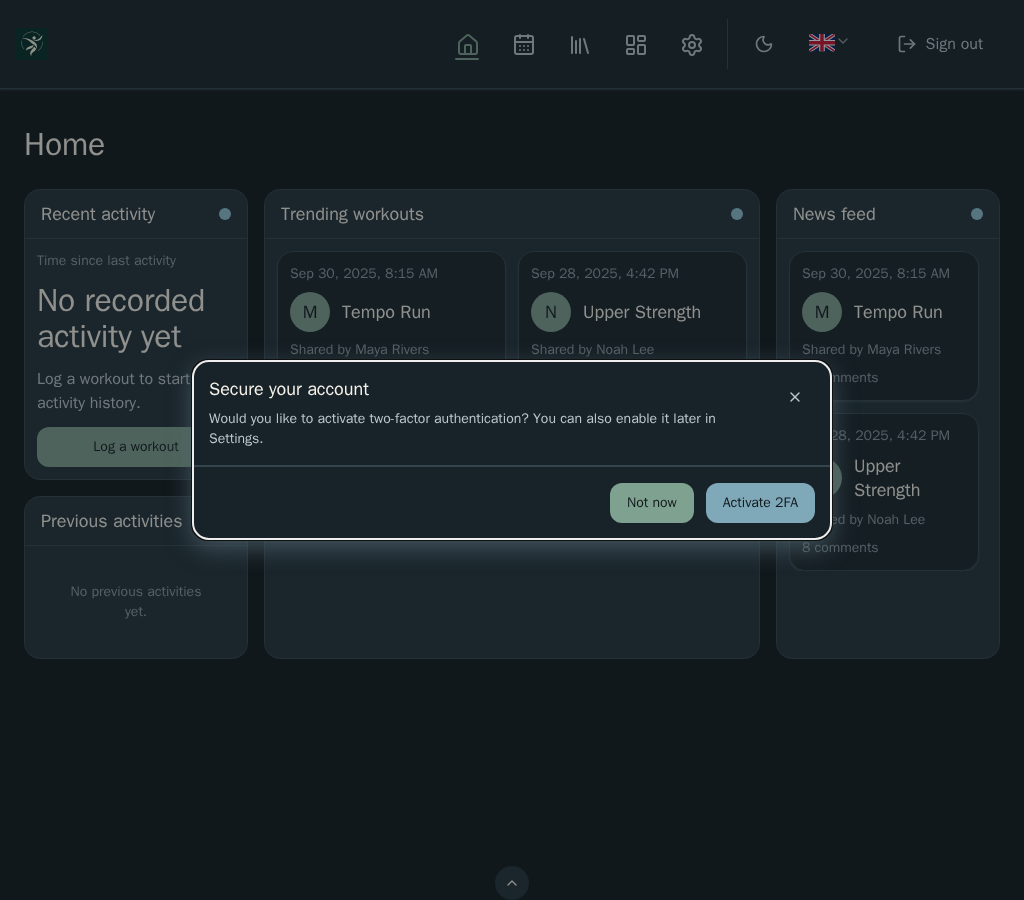 Sign out
Home
Recent activity
Time since last activity
No recorded
activity yet
Log a workout to start
activity history.
Log a workout
Previous activities
No previous activities
yet.
Trending workouts
Sep 30, 2025, 8:15 AM
M
Tempo Run
Shared by Maya Rivers
Sep 28, 2025, 4:42 PM
N
Upper Strength
Shared by Noah Lee
News feed
Sep 30, 2025, 8:15 AM
M
Tempo Run
Shared by Maya Rivers
28, 2025, 4:42 PM
Upper
Strength
by Noah Lee
8 comments
Secure your account
Would you like to activate two-factor authentication? You can also enable it later in
Settings.
Not now
Activate 2FA